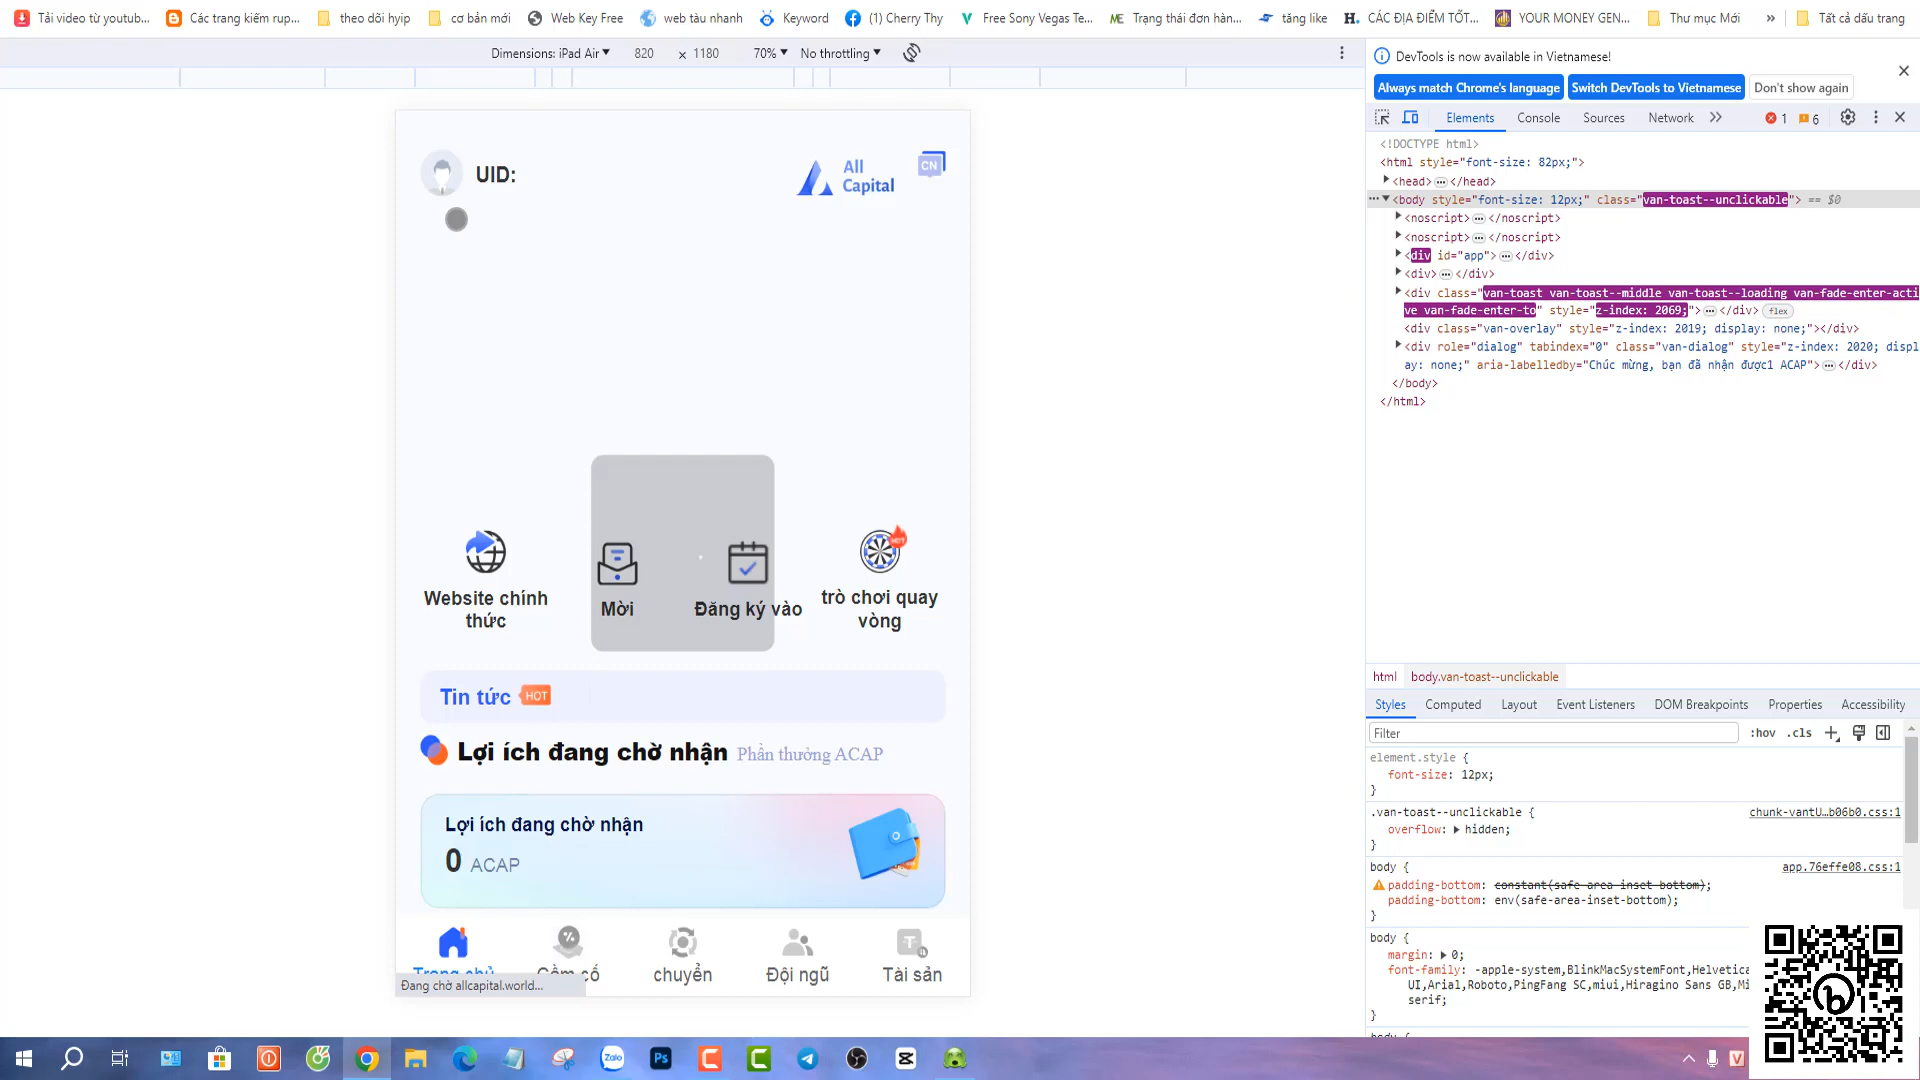 Tải video từ youtub...
Các trang kiếm rup...
theo dõi hyip
cơ bản mới
Web Key Free
web tàu nhanh
Keyword
(1) Cherry Thy
Free Sony Vegas Te...
Trạng thái đơn hàn...
tăng like
H. CÁC ĐỊA ĐIỂM TỐT...
YOUR MONEY GEN...
Thư mục Mới
»
Tất cả dấu trang
Dimensions: iPad Air
820 × 1180
70%
No throttling
DevTools is now available in Vietnamese!
Always match Chrome's language
Switch DevTools to Vietnamese
Don't show again
Elements
Console
Sources
Network
1
6
<!DOCTYPE html>
<html style="font-size: 82px;">
<head> ... </head>
<body style="font-size: 12px;" class="van-toast--unclickable"> == $0
<noscript> ... </noscript>
<noscript> ... </noscript>
<div id="app"> ... </div>
<div> ... </div>
<div class="van-toast van-toast--middle van-toast--loading van-fade-enter-acti
ve van-fade-enter-to" style="z-index: 2069;"> ... </div> flex
<div class="van-overlay" style="z-index: 2019; display: none;"></div>
<div role="dialog" tabindex="0" class="van-dialog" style="z-index: 2020; displ
ay: none;" aria-labelledby="Chúc mừng, bạn đã nhận được1 ACAP"> ... </div>
</body>
</html>
UID:
All
Capital
CN
Website chính
thức
Mời
Đăng ký vào
HOT
trò chơi quay
vòng
Tin tức HOT
Lợi ích đang chờ nhận Phần thưởng ACAP
Lợi ích đang chờ nhận
0 ACAP
Trang chủ
Cầm cố
chuyển
Đội ngũ
Tài sản
Đang chờ allcapital.world...
html
body.van-toast--unclickable
Styles
Computed
Layout
Event Listeners
DOM Breakpoints
Properties
Accessibility
Filter
:hov
.cls
element.style {
font-size: 12px;
}
.van-toast--unclickable {
chunk-vantU…b06b0.css:1
overflow: hidden;
}
body {
app.76effe08.css:1
padding-bottom: constant(safe-area-inset-bottom);
padding-bottom: env(safe-area-inset-bottom);
}
body {
margin: 0;
font-family: -apple-system,BlinkMacSystemFont,Helvetica
UI,Arial,Roboto,PingFang SC,miui,Hiragino Sans GB,Mi
serif;
}
Zalo
Ps
V